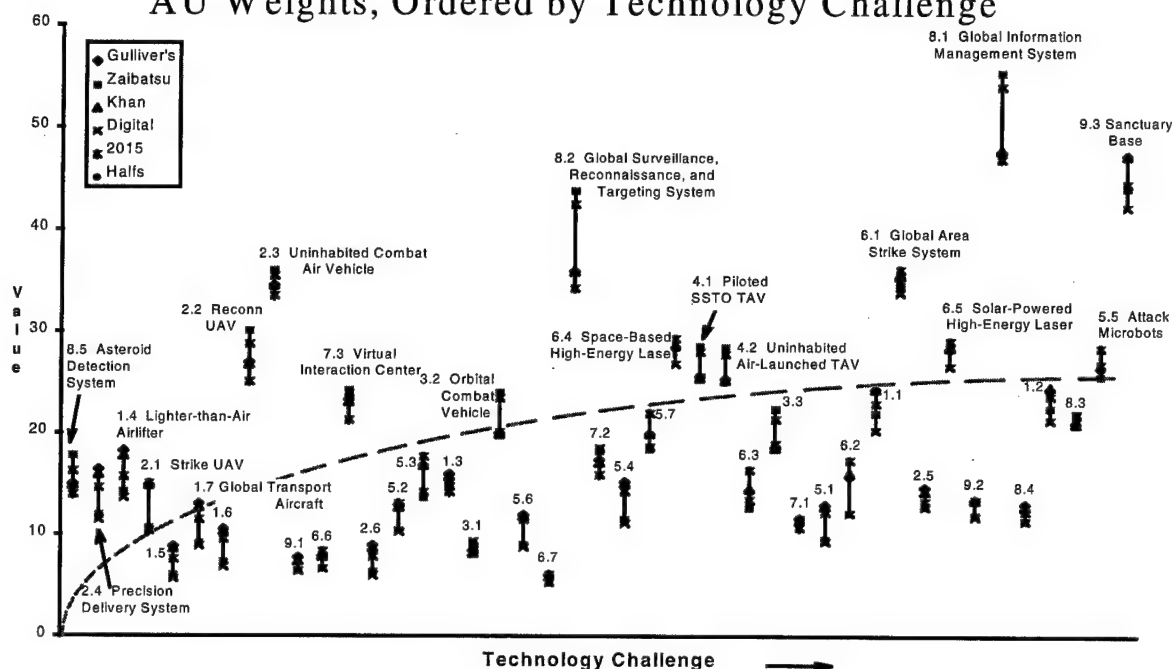 AU Weights, Ordered by Technology Challenge
60
50
40
30
20
10
0
Value
Gulliver's
Zaibatsu
Khan
Digital
2015
Halfs
8.1 Global Information
Management System
9.3 Sanctuary
Base
8.2 Global Surveillance,
Reconnaissance, and
Targeting System
2.3 Uninhabited Combat
Air Vehicle
6.1 Global Area
Strike System
4.1 Piloted
SSTO TAV
2.2 Reconn
UAV
6.5 Solar-Powered
High-Energy Laser
5.5 Attack
Microbots
8.5 Asteroid
Detection
System
7.3 Virtual
Interaction Center
6.4 Space-Based
High-Energy Laser
4.2 Uninhabited
Air-Launched TAV
3.2 Orbital
Combat
Vehicle
1.4 Lighter-than-Air
Airlifter
5.7
3.3
1.1
1.2
8.3
2.1 Strike UAV
5.3
1.3
7.2
5.4
6.3
6.2
1.7 Global Transport
Aircraft
1.6
5.2
5.6
7.1
5.1
2.5
9.2
8.4
1.5
9.1
6.6
2.6
3.1
6.7
2.4 Precision
Delivery System
Technology Challenge